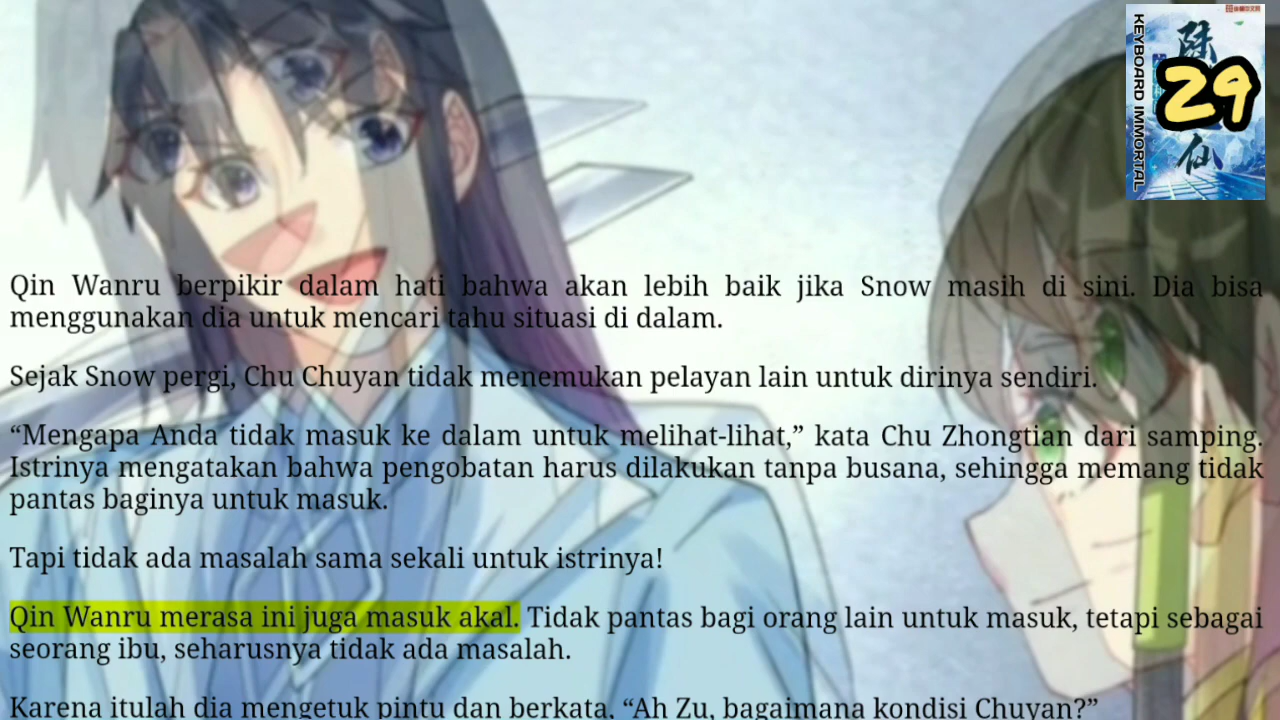 陆
KEYBOARD IMMORTAL
29
仙
Qin Wanru berpikir dalam hati bahwa akan lebih baik jika Snow masih di sini. Dia bisa
menggunakan dia untuk mencari tahu situasi di dalam.
Sejak Snow pergi, Chu Chuyan tidak menemukan pelayan lain untuk dirinya sendiri.
“Mengapa Anda tidak masuk ke dalam untuk melihat-lihat,” kata Chu Zhongtian dari samping.
Istrinya mengatakan bahwa pengobatan harus dilakukan tanpa busana, sehingga memang tidak
pantas baginya untuk masuk.
Tapi tidak ada masalah sama sekali untuk istrinya!
Qin Wanru merasa ini juga masuk akal. Tidak pantas bagi orang lain untuk masuk, tetapi sebagai
seorang ibu, seharusnya tidak ada masalah.
Karena itulah dia mengetuk pintu dan berkata, “Ah Zu, bagaimana kondisi Chuyan?”